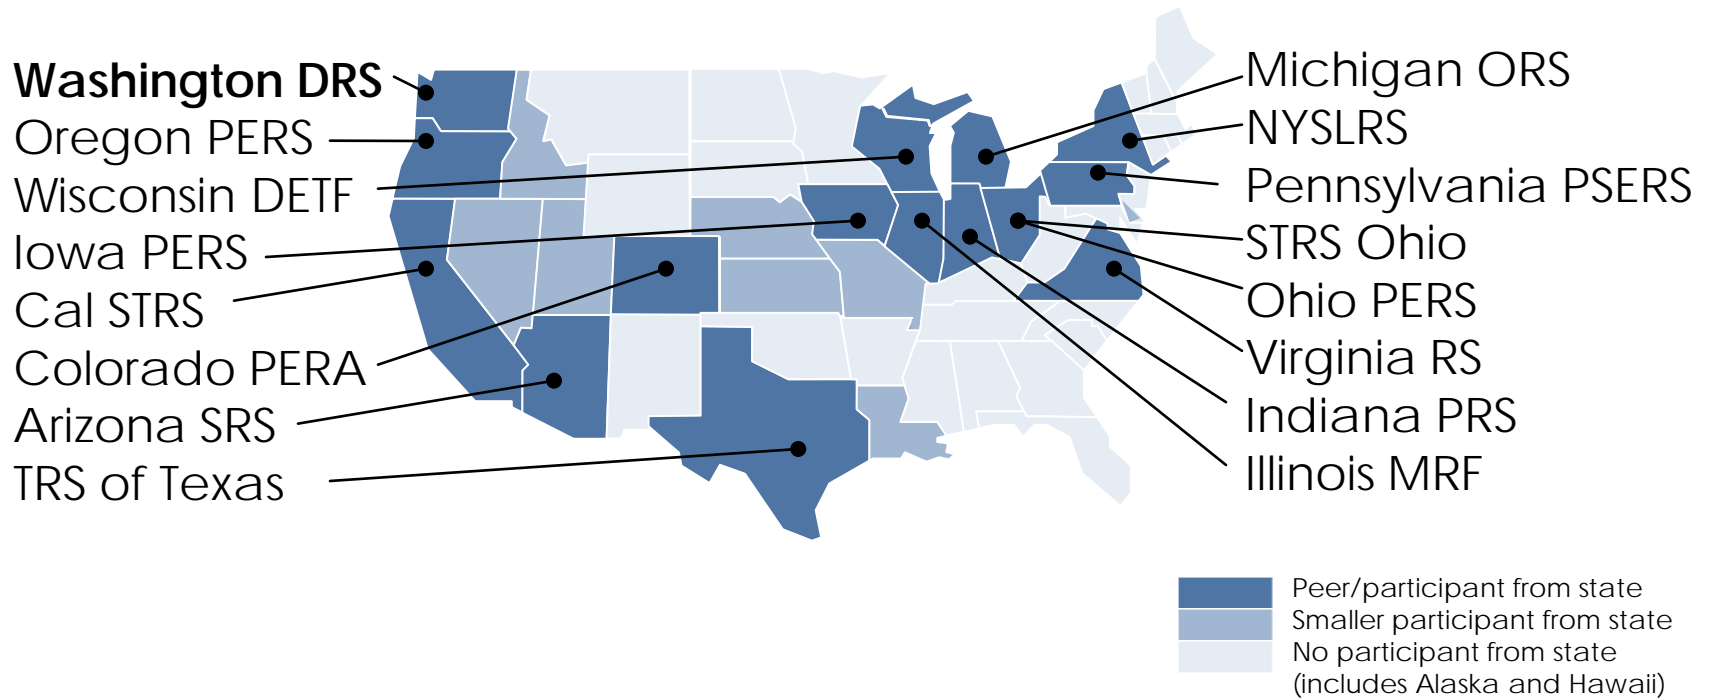 Washington DRS
Oregon PERS
Wisconsin DETF
Iowa PERS
Cal STRS
Colorado PERA
Arizona SRS
TRS of Texas
Michigan ORS
NYSLRS
Pennsylvania PSERS
STRS Ohio
Ohio PERS
Virginia RS
Indiana PRS
Illinois MRF
Peer/participant from state
Smaller participant from state
No participant from state
(includes Alaska and Hawaii)